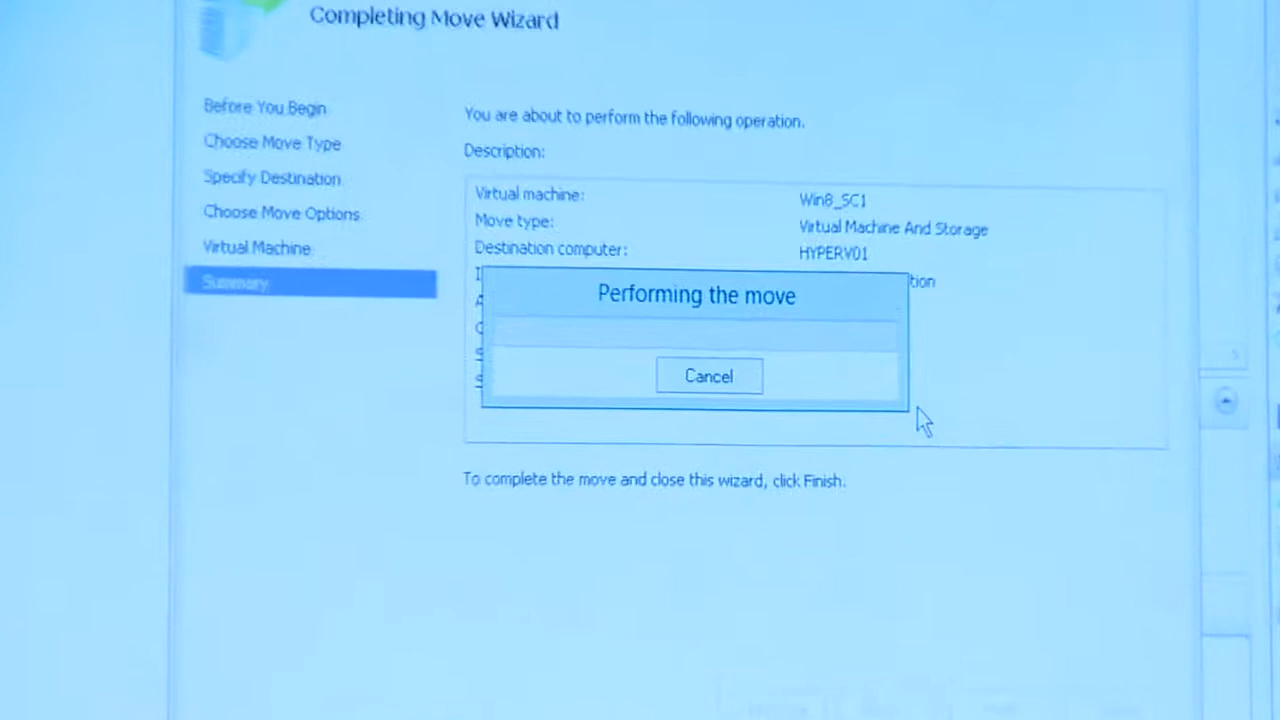 Completing Move Wizard
Before You Begin
Choose Move Type
Specify Destination
Choose Move Options
Virtual Machine
Summary
You are about to perform the following operation.
Description:
Virtual machine: Win8_SC1
Move type: Virtual Machine And Storage
Destination computer: HYPERV01
tion
Performing the move
Cancel
To complete the move and close this wizard, click Finish.